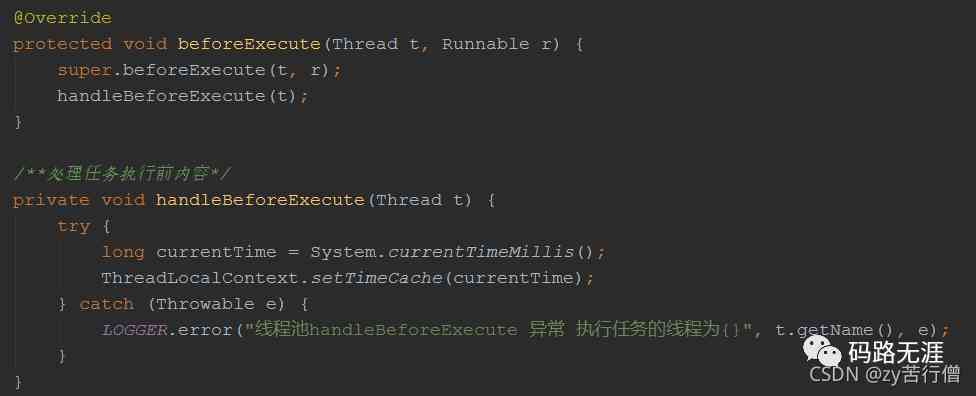 @Override
protected void beforeExecute(Thread t, Runnable r) {
    super.beforeExecute(t, r);
    handleBeforeExecute(t);
}
/**处理任务执行前内容*/
private void handleBeforeExecute(Thread t) {
    try {
        long currentTime = System.currentTimeMillis();
        ThreadLocalContext.setTimeCache(currentTime);
    } catch (Throwable e) {
        LOGGER.error("线程池handleBeforeExecute 异常 执行任务的线程为{}", t.getName(), e);
    }
}
码路无涯
CSDN @zy苦行僧